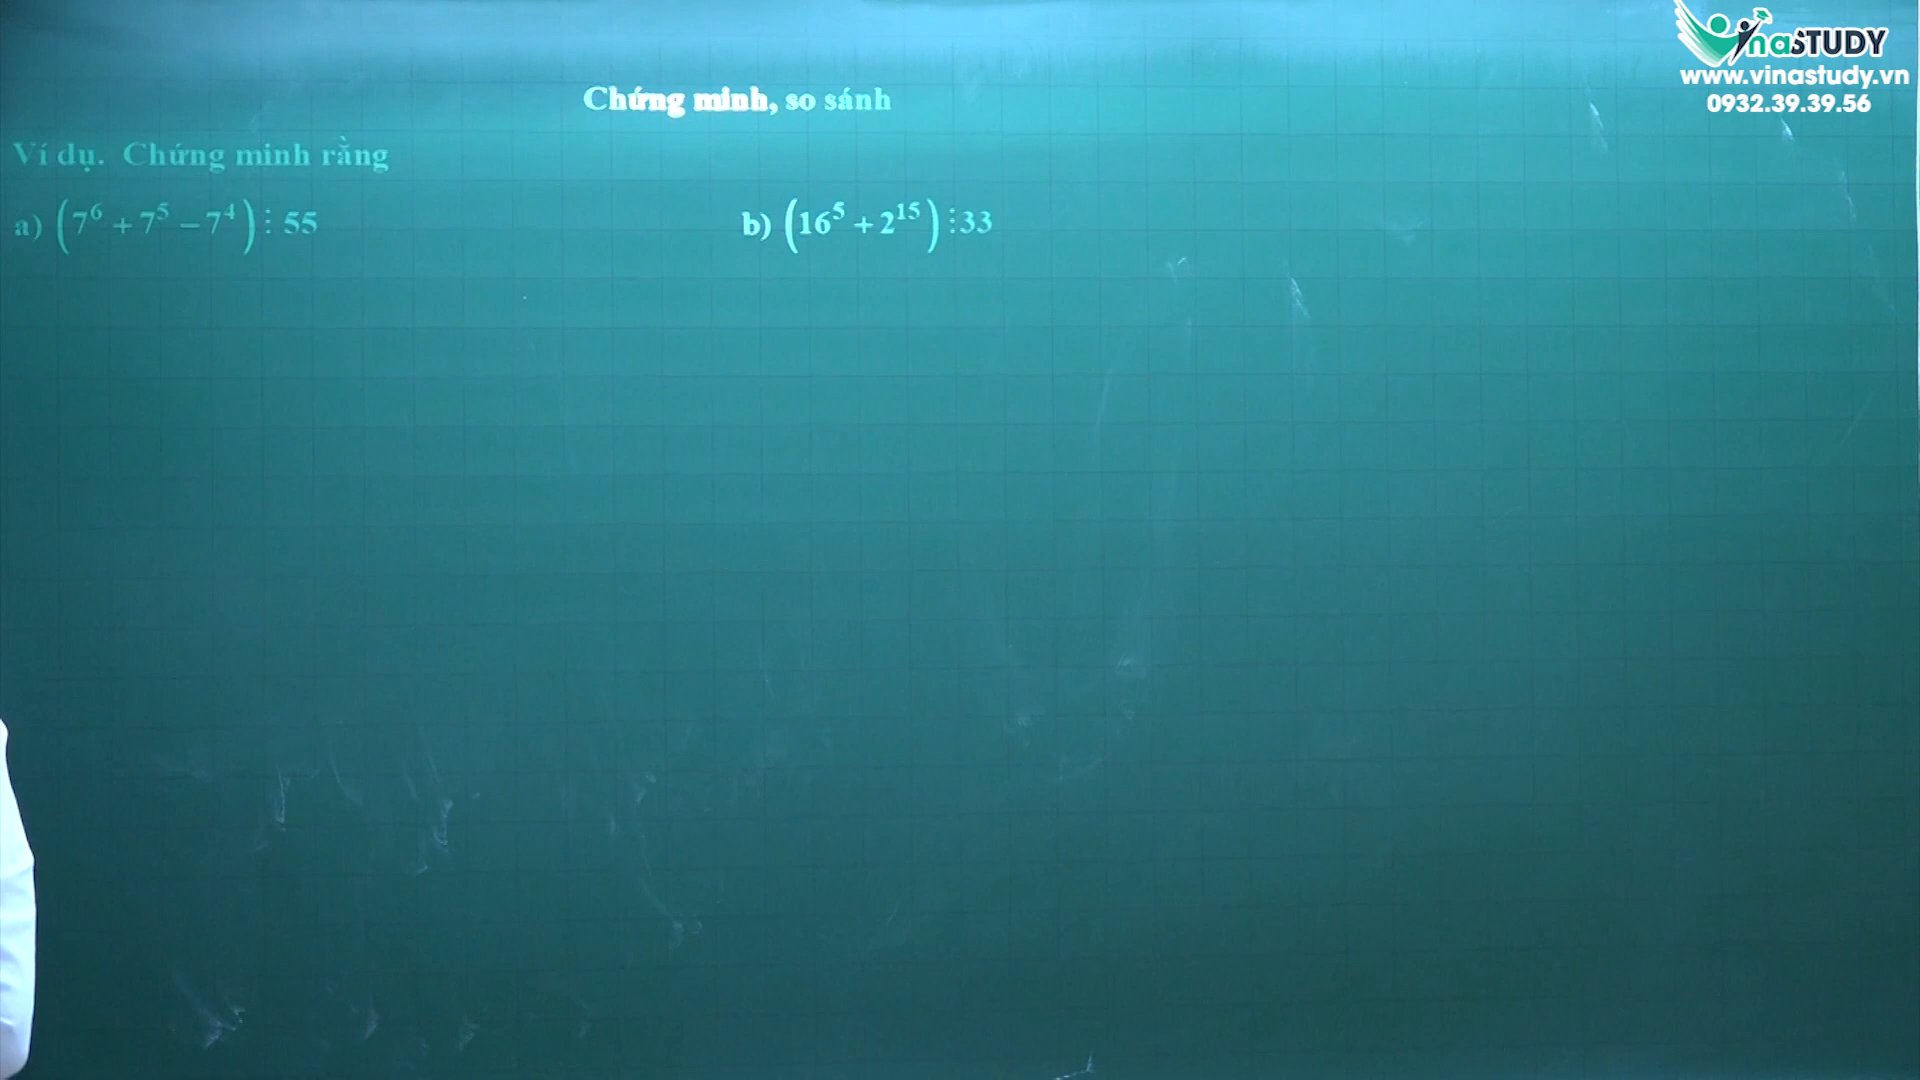 VinaSTUDY
www.vinastudy.vn
0932.39.39.56
Chứng minh, so sánh
Ví dụ. Chứng minh rằng
a) (7⁶ + 7⁵ − 7⁴) ⋮ 55
b) (16⁵ + 2¹⁵) ⋮ 33